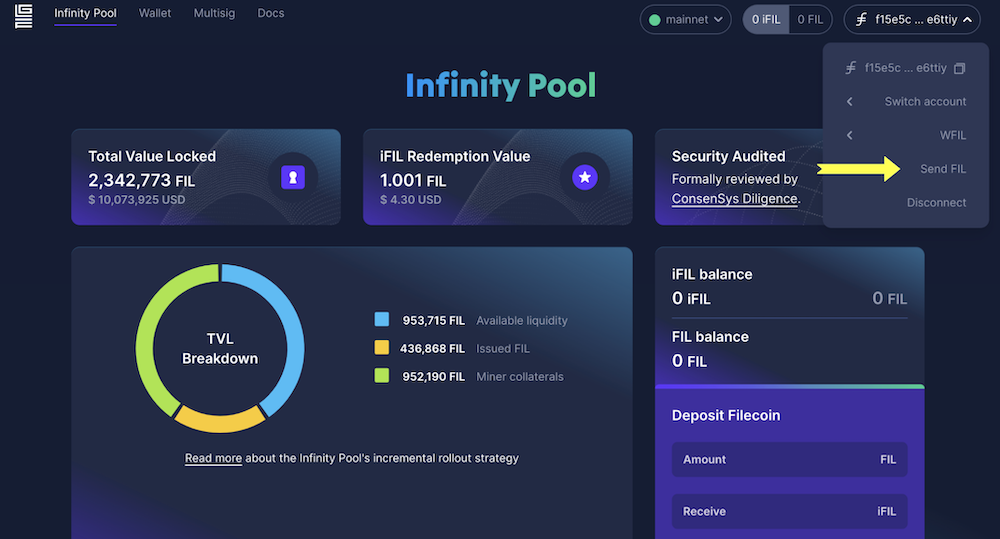 Infinity Pool Wallet Multisig Docs
mainnet 0 iFIL 0 FIL f15e5c ... e6ttiy
f15e5c ... e6ttiy
Switch account
WFIL
Send FIL
Disconnect
Infinity Pool
Total Value Locked
2,342,773 FIL
$ 10,073,925 USD
iFIL Redemption Value
1.001 FIL
$ 4.30 USD
Security Audited
Formally reviewed by
ConsenSys Diligence.
TVL
Breakdown
953,715 FIL Available liquidity
436,868 FIL Issued FIL
952,190 FIL Miner collaterals
Read more about the Infinity Pool's incremental rollout strategy
iFIL balance
0 iFIL 0 FIL
FIL balance
0 FIL
Deposit Filecoin
Amount FIL
Receive iFIL